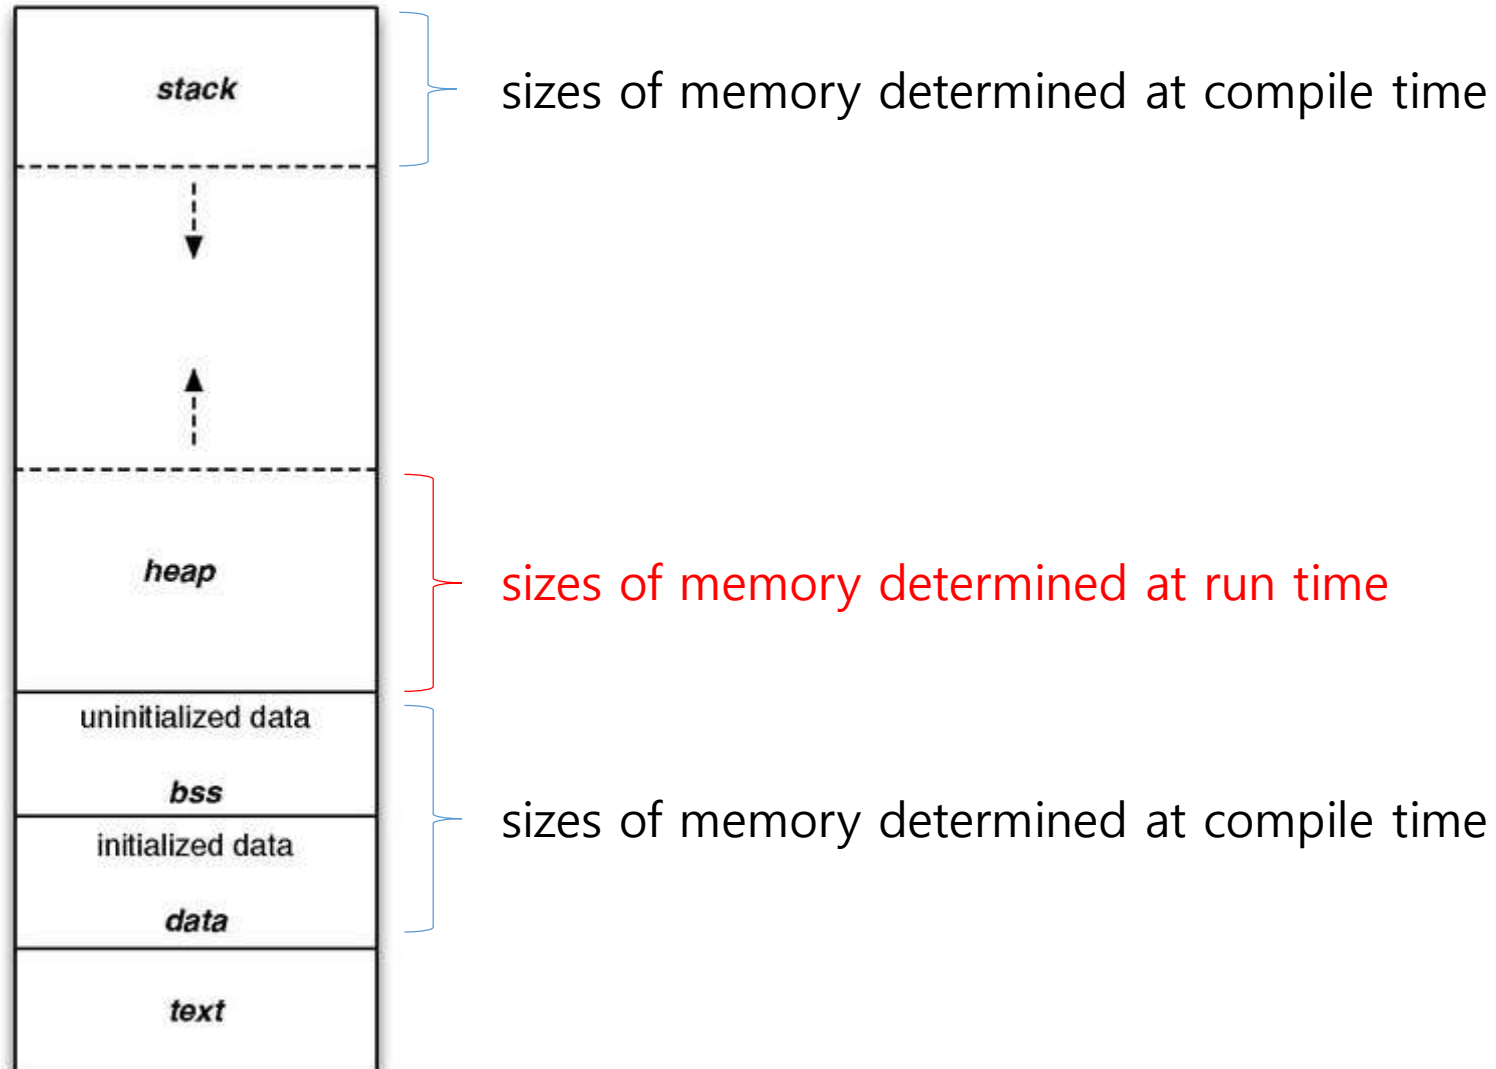 stack
sizes of memory determined at compile time
heap
sizes of memory determined at run time
uninitialized data
bss
sizes of memory determined at compile time
initialized data
data
text